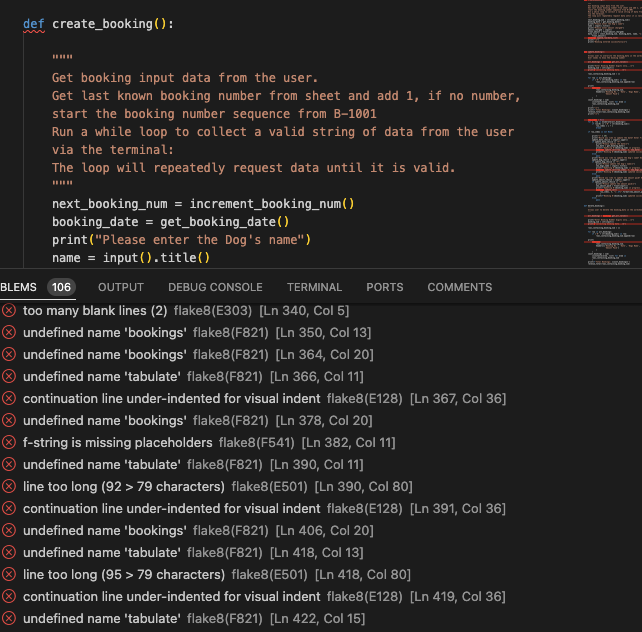 def create_booking():
"""
Get booking input data from the user.
Get last known booking number from sheet and add 1, if no number,
start the booking number sequence from B-1001
Run a while loop to collect a valid string of data from the user
via the terminal:
The loop will repeatedly request data until it is valid.
"""
next_booking_num = increment_booking_num()
booking_date = get_booking_date()
print("Please enter the Dog's name")
name = input().title()
BLEMS 106 OUTPUT DEBUG CONSOLE TERMINAL PORTS COMMENTS
too many blank lines (2) flake8(E303) [Ln 340, Col 5]
undefined name 'bookings' flake8(F821) [Ln 350, Col 13]
undefined name 'bookings' flake8(F821) [Ln 364, Col 20]
undefined name 'tabulate' flake8(F821) [Ln 366, Col 11]
continuation line under-indented for visual indent flake8(E128) [Ln 367, Col 36]
undefined name 'bookings' flake8(F821) [Ln 378, Col 20]
f-string is missing placeholders flake8(F541) [Ln 382, Col 11]
undefined name 'tabulate' flake8(F821) [Ln 390, Col 11]
line too long (92 > 79 characters) flake8(E501) [Ln 390, Col 80]
continuation line under-indented for visual indent flake8(E128) [Ln 391, Col 36]
undefined name 'bookings' flake8(F821) [Ln 406, Col 20]
undefined name 'tabulate' flake8(F821) [Ln 418, Col 13]
line too long (95 > 79 characters) flake8(E501) [Ln 418, Col 80]
continuation line under-indented for visual indent flake8(E128) [Ln 419, Col 36]
undefined name 'tabulate' flake8(F821) [Ln 422, Col 15]